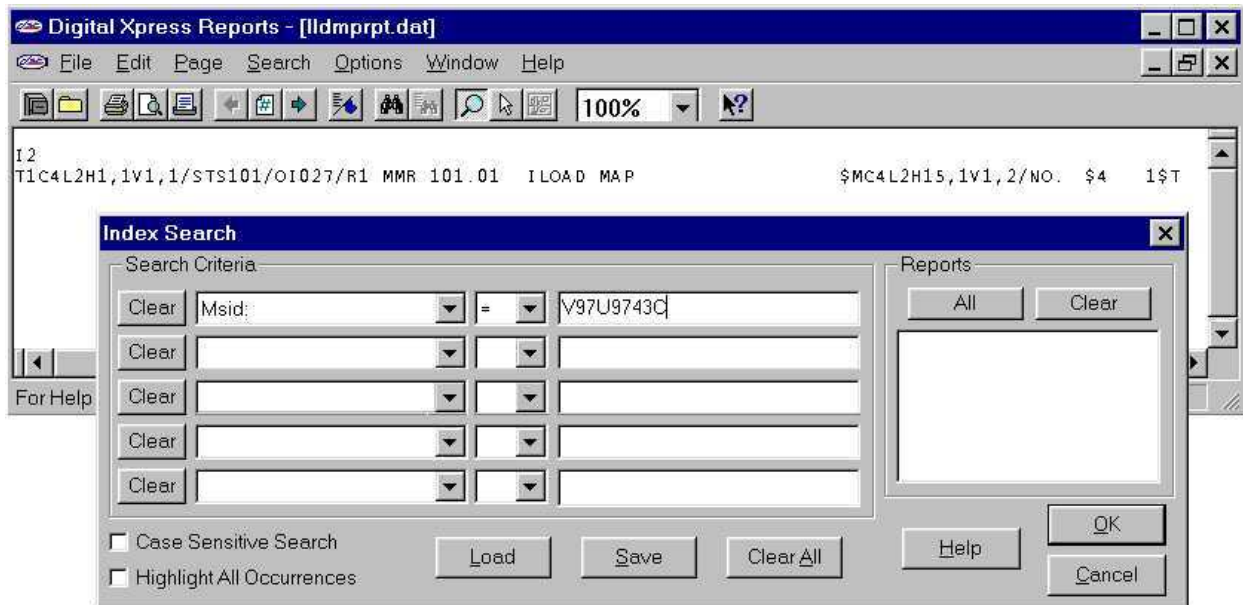 Digital Xpress Reports - [lldmprpt.dat]
File Edit Page Search Options Window Help
100%
I2
T1C4L2H1,1V1,1/STS101/OI027/R1 MMR 101.01 ILOAD MAP $MC4L2H15,1V1,2/NO. $4 1$T
Index Search
Search Criteria
Reports
Clear Msid: = V97U9743C
All Clear
Clear
Clear
Clear
Clear
For Help
Case Sensitive Search
Highlight All Occurrences
Load Save Clear All Help OK
Cancel